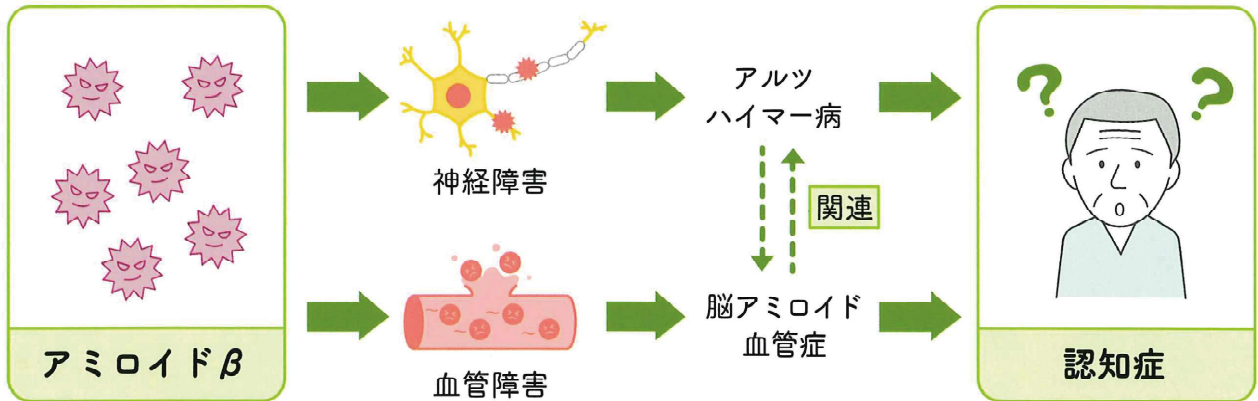 アミロイドβ
神経障害
血管障害
アルツ
ハイマー病
関連
脳アミロイド
血管症
認知症